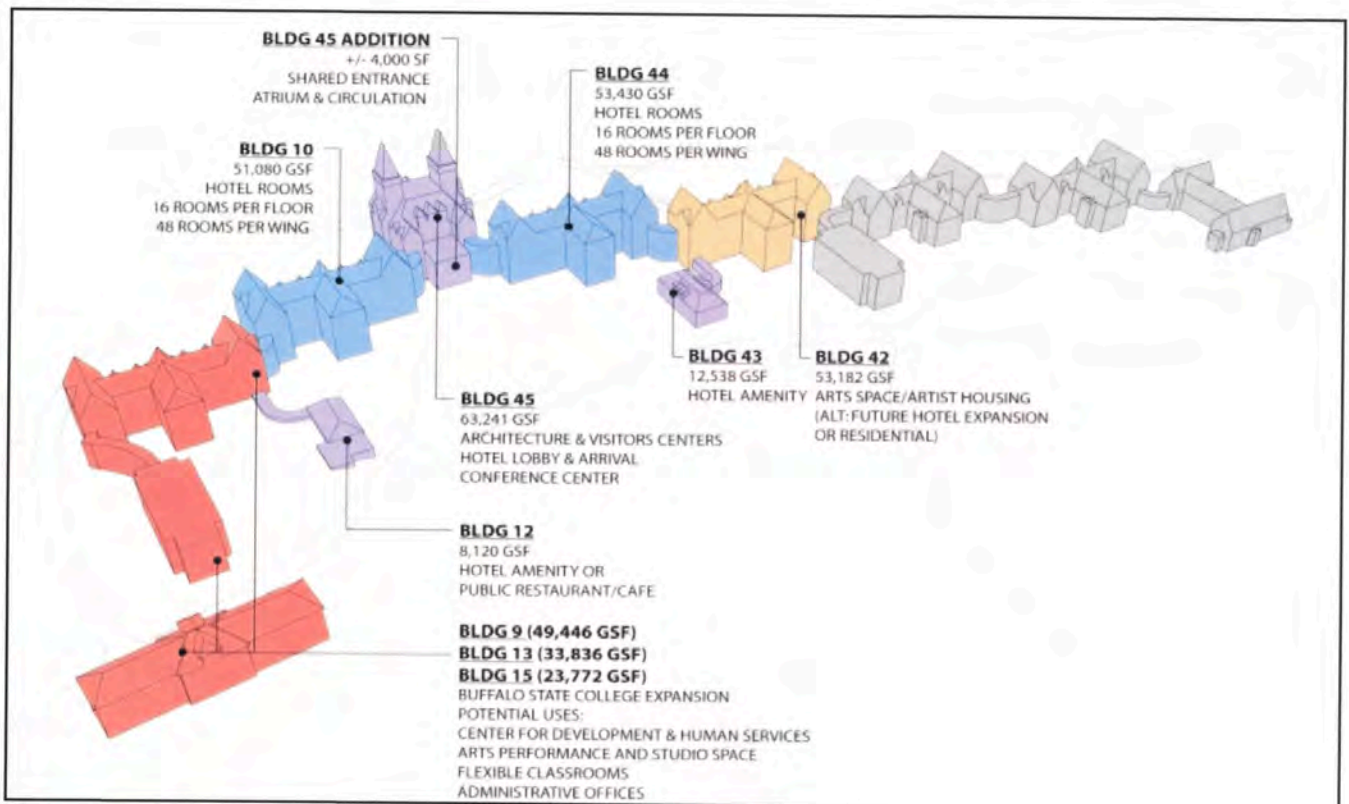 BLDG 45 ADDITION
+/- 4,000 SF
SHARED ENTRANCE
ATRIUM & CIRCULATION
BLDG 44
53,430 GSF
HOTEL ROOMS
16 ROOMS PER FLOOR
48 ROOMS PER WING
BLDG 10
51,080 GSF
HOTEL ROOMS
16 ROOMS PER FLOOR
48 ROOMS PER WING
BLDG 43
12,538 GSF
HOTEL AMENITY
BLDG 42
53,182 GSF
ARTS SPACE/ARTIST HOUSING
(ALT: FUTURE HOTEL EXPANSION
OR RESIDENTIAL)
BLDG 45
63,241 GSF
ARCHITECTURE & VISITORS CENTERS
HOTEL LOBBY & ARRIVAL
CONFERENCE CENTER
BLDG 12
8,120 GSF
HOTEL AMENITY OR
PUBLIC RESTAURANT/CAFE
BLDG 9 (49,446 GSF)
BLDG 13 (33,836 GSF)
BLDG 15 (23,772 GSF)
BUFFALO STATE COLLEGE EXPANSION
POTENTIAL USES:
CENTER FOR DEVELOPMENT & HUMAN SERVICES
ARTS PERFORMANCE AND STUDIO SPACE
FLEXIBLE CLASSROOMS
ADMINISTRATIVE OFFICES